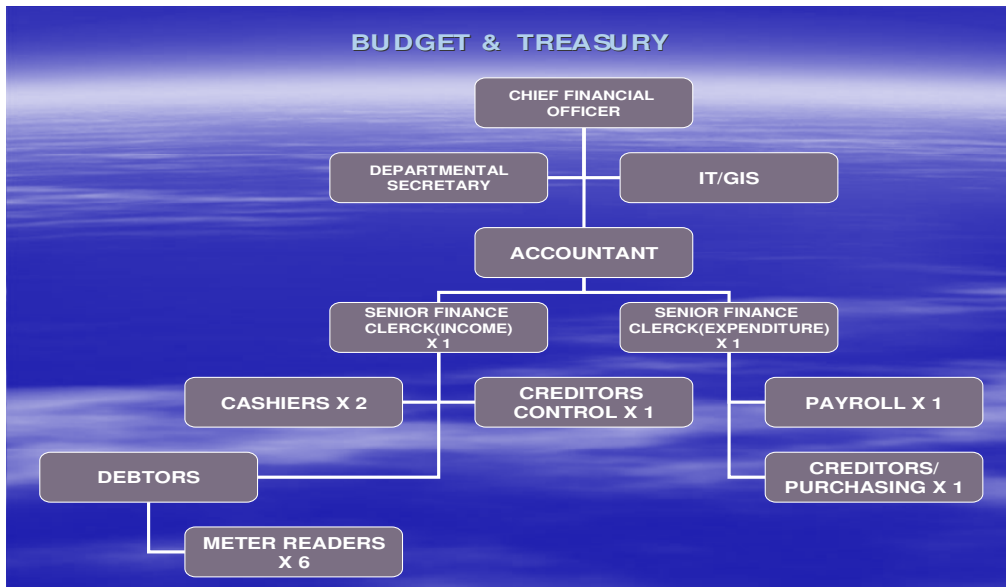 BUDGET & TREASURY
CHIEF FINANCIAL
OFFICER
DEPARTMENTAL
SECRETARY
IT/GIS
ACCOUNTANT
SENIOR FINANCE
CLERCK(INCOME)
X 1
SENIOR FINANCE
CLERCK(EXPENDITURE)
X 1
CASHIERS X 2
CREDITORS
CONTROL X 1
PAYROLL X 1
DEBTORS
CREDITORS/
PURCHASING X 1
METER READERS
X 6